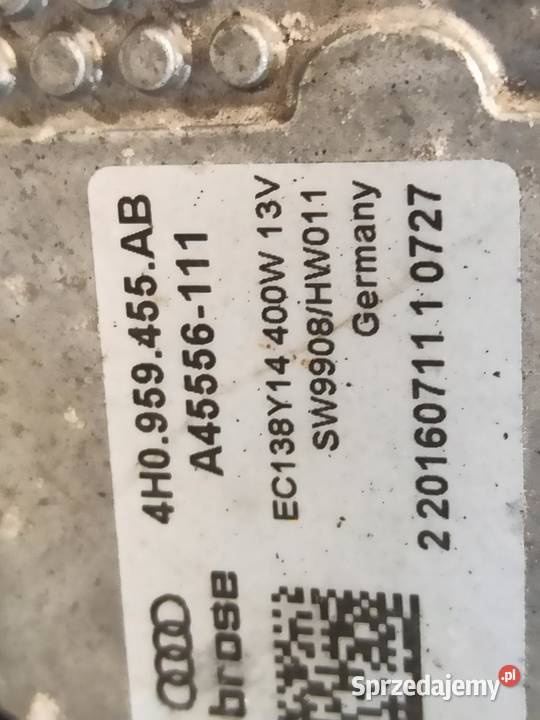 4H0.959.455.AB
A45556-111
EC138Y14 400W 13V
SW9908/HW011
Germany
2 20160711 1 0727
brose
Sprzedajemy.pl